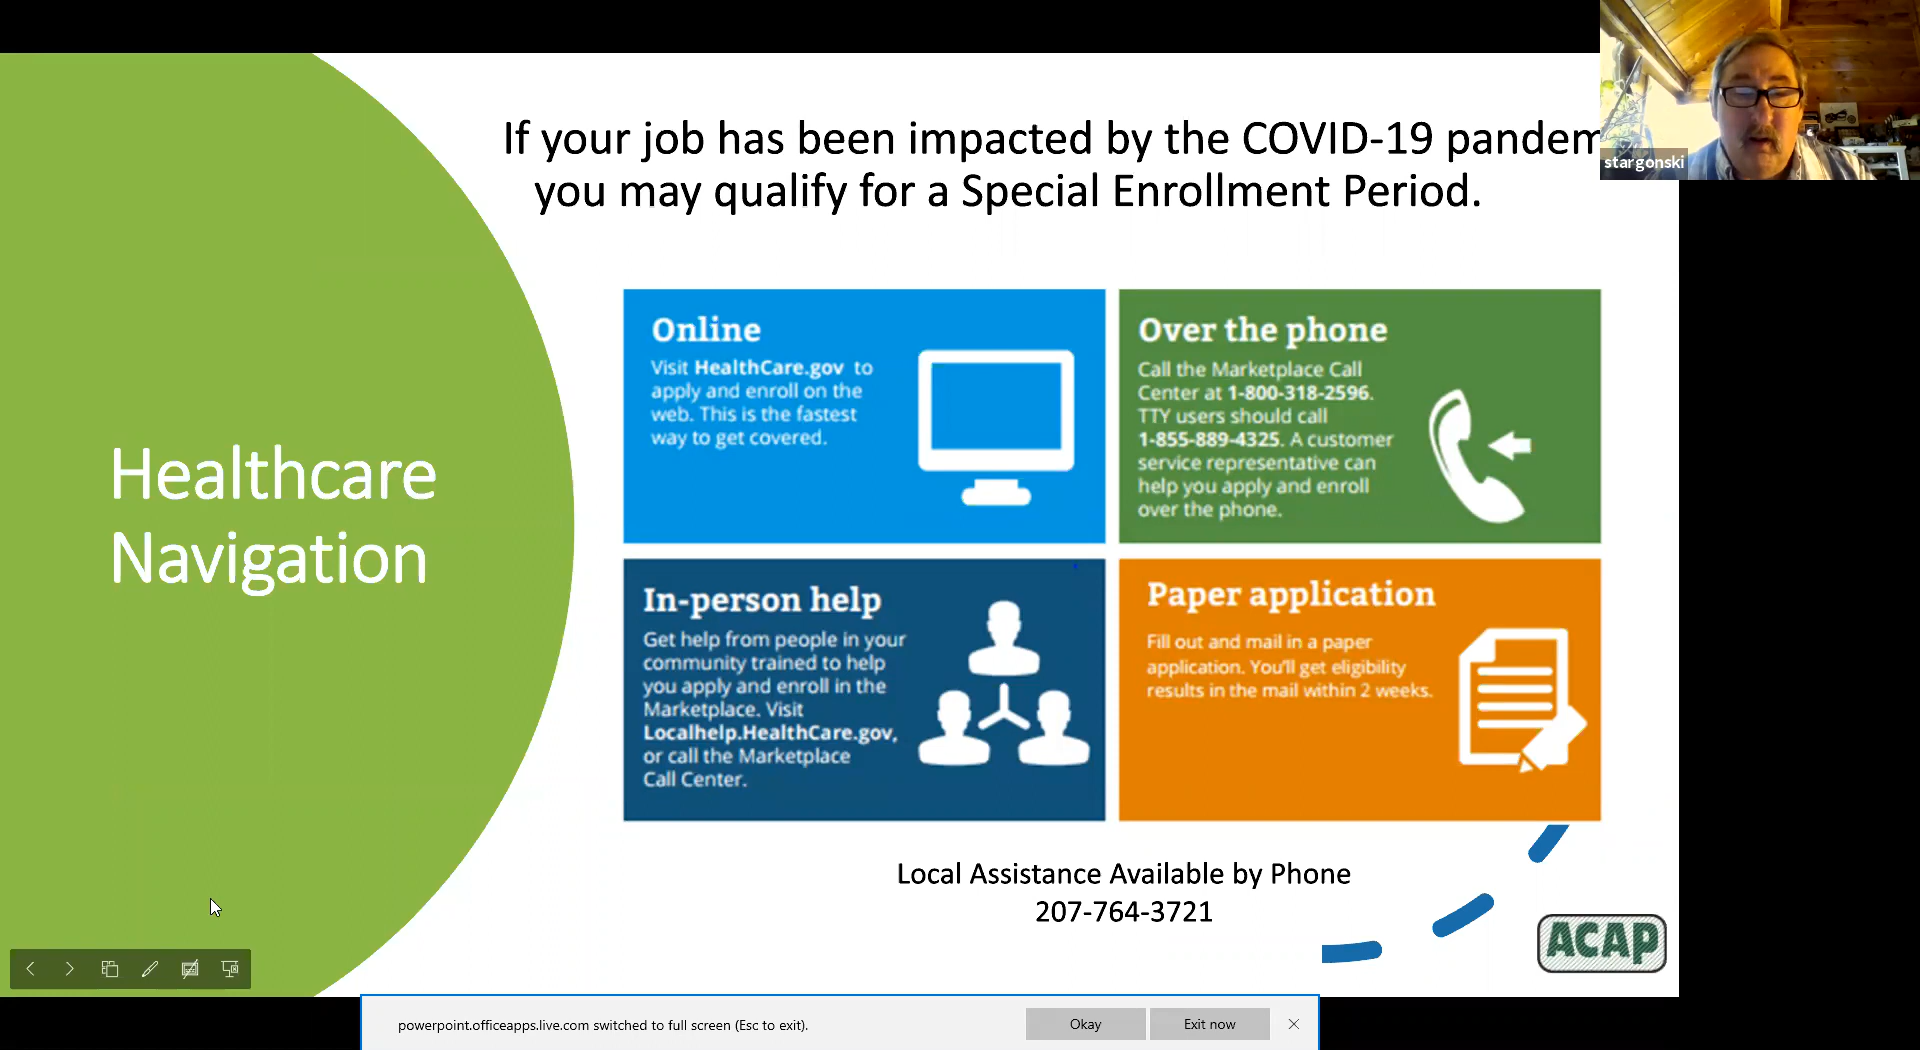 If your job has been impacted by the COVID-19 pandem
you may qualify for a Special Enrollment Period.
stargonski
Healthcare
Navigation
Online
Visit HealthCare.gov to
apply and enroll on the
web. This is the fastest
way to get covered.
Over the phone
Call the Marketplace Call
Center at 1-800-318-2596.
TTY users should call
1-855-889-4325. A customer
service representative can
help you apply and enroll
over the phone.
In-person help
Get help from people in your
community trained to help
you apply and enroll in the
Marketplace. Visit
Localhelp.HealthCare.gov,
or call the Marketplace
Call Center.
Paper application
Fill out and mail in a paper
application. You'll get eligibility
results in the mail within 2 weeks.
Local Assistance Available by Phone
207-764-3721
ACAP
powerpoint.officeapps.live.com switched to full screen (Esc to exit).
Okay
Exit now